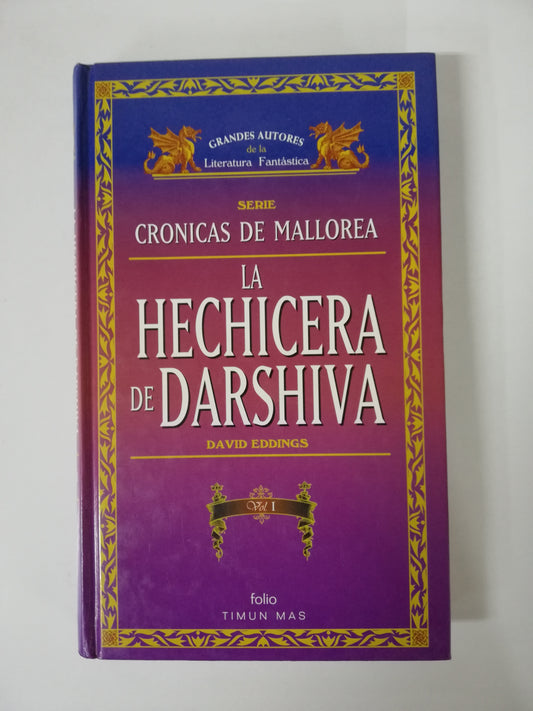 GRANDES AUTORES
de la
Literatura Fantástica
SERIE
CRONICAS DE MALLOREA
LA
HECHICERA
DE DARSHIVA
DAVID EDDINGS
Vol. I
folio
TIMUN MAS